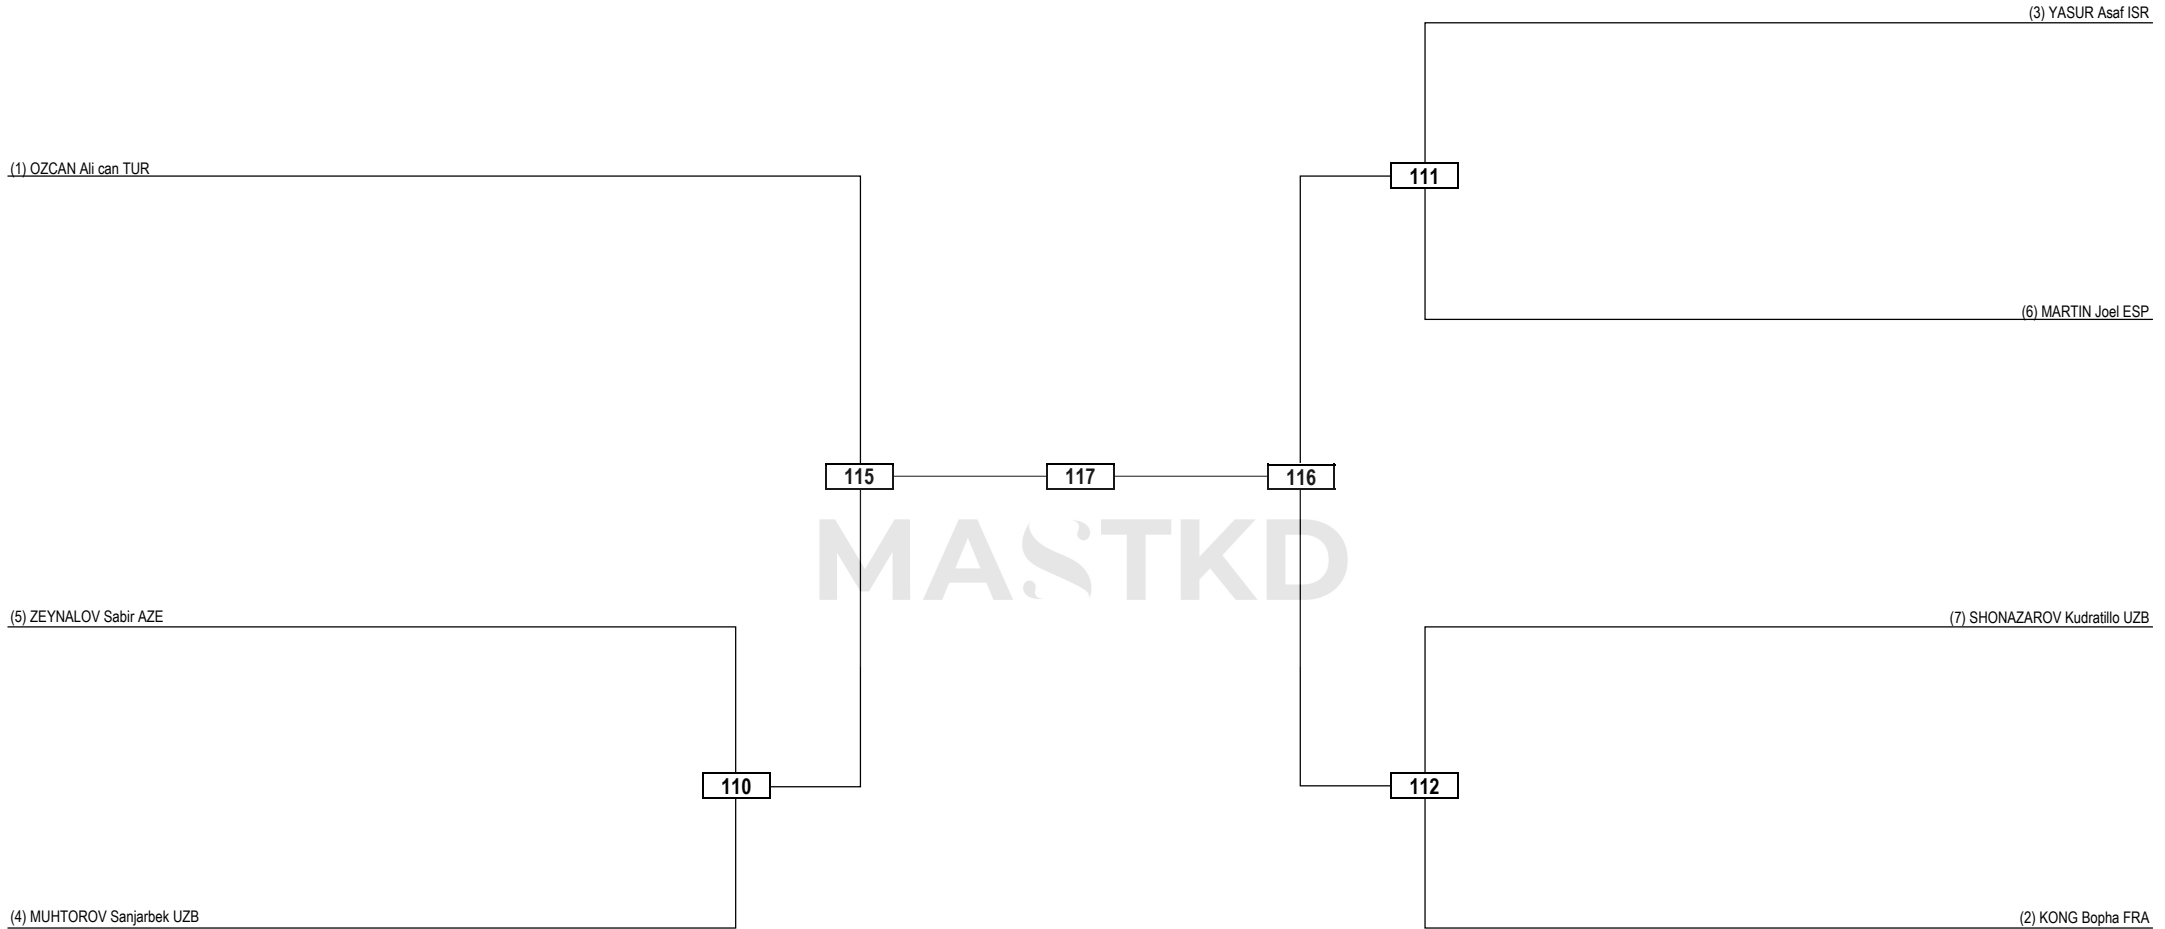 (3) YASUR Asaf ISR
(1) OZCAN Ali can TUR
111
(6) MARTIN Joel ESP
115
117
116
MASTKD
(5) ZEYNALOV Sabir AZE
(7) SHONAZAROV Kudratillo UZB
110
112
(4) MUHTOROV Sanjarbek UZB
(2) KONG Bopha FRA